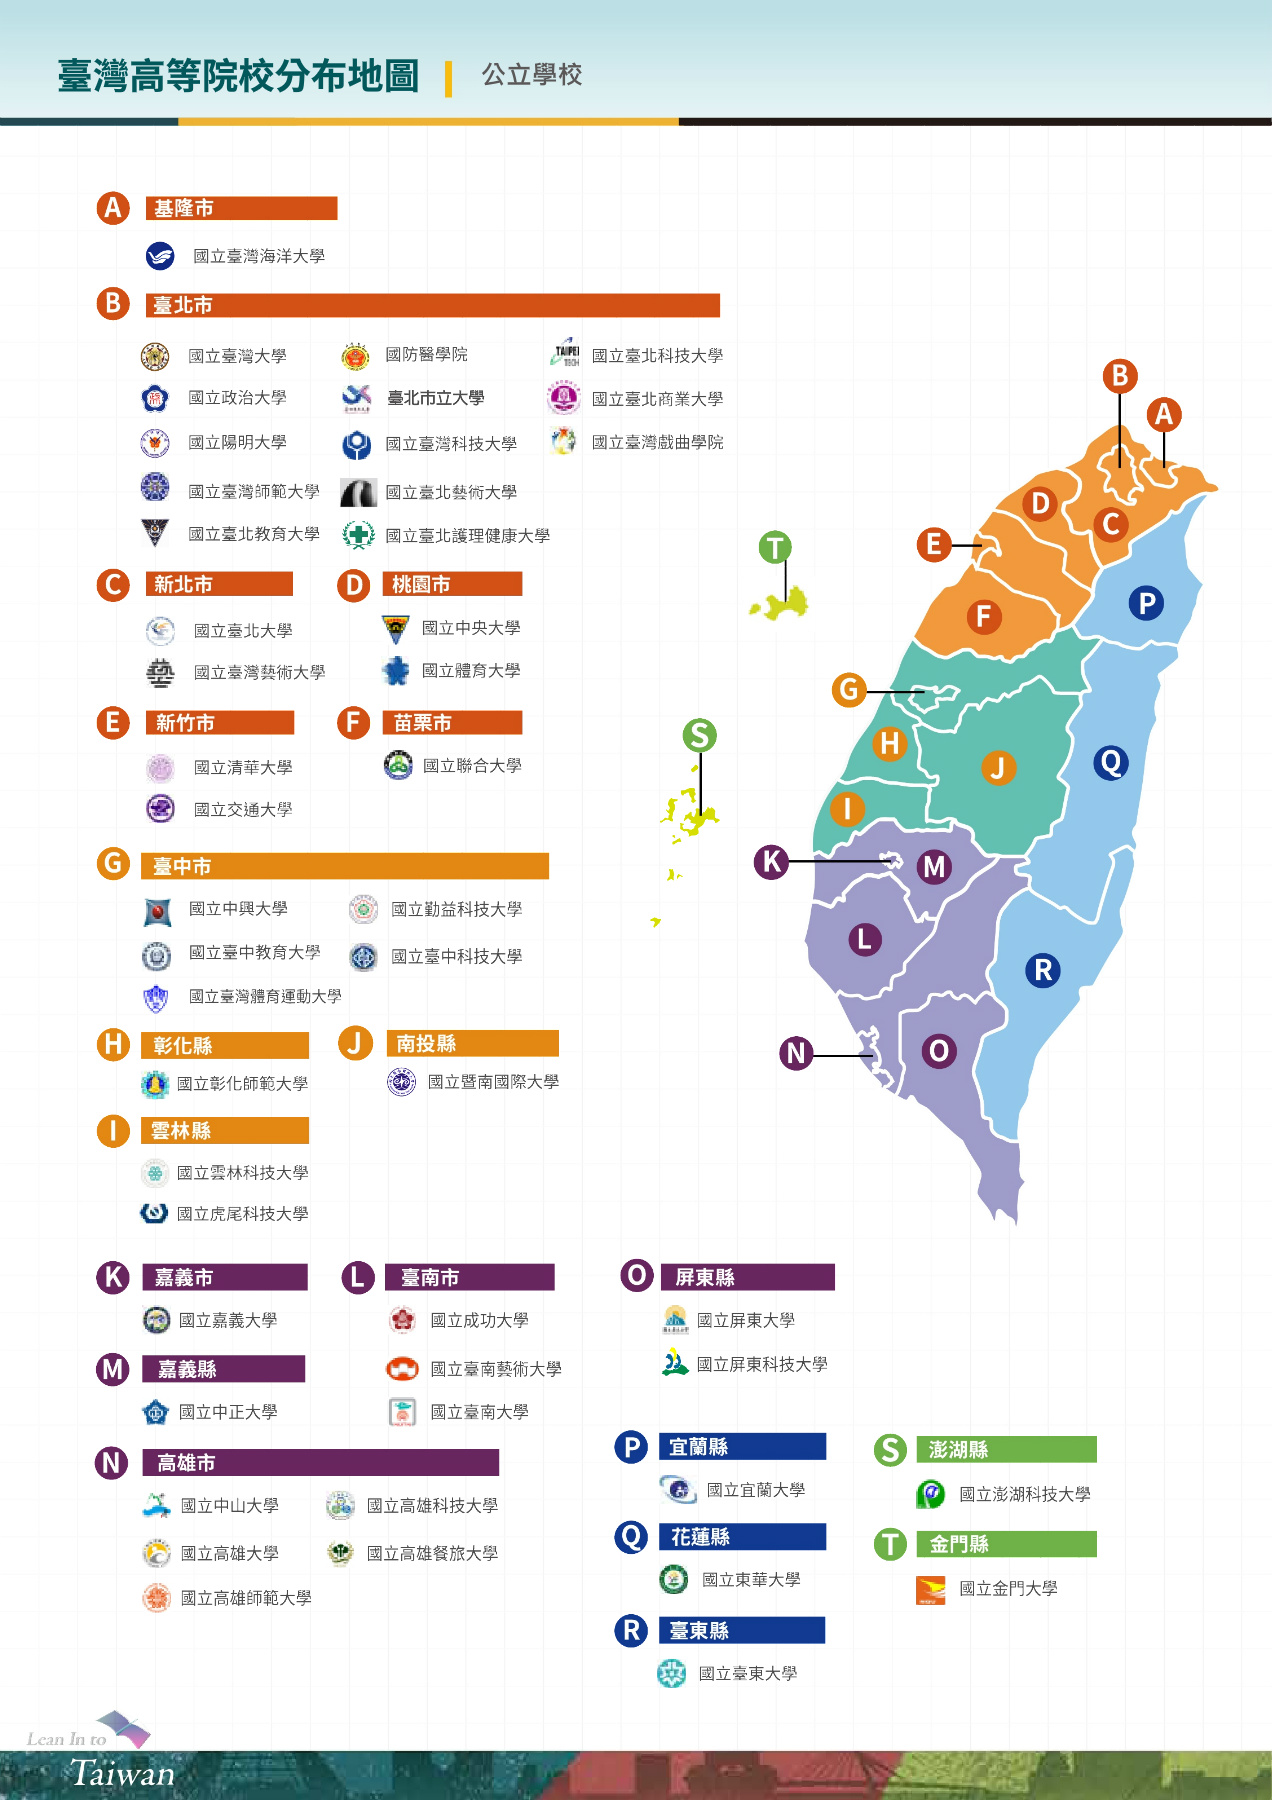 臺灣高等院校分布地圖 公立學校
A 基隆市
國立臺灣海洋大學
B 臺北市
國立臺灣大學
國立政治大學
國立陽明大學
國立臺灣師範大學
國立臺北教育大學
國防醫學院
臺北市立大學
國立臺灣科技大學
國立臺北藝術大學
國立臺北護理健康大學
TAIPEI
TECH
國立臺北科技大學
國立臺北商業大學
國立臺灣戲曲學院
C 新北市
國立臺北大學
國立臺灣藝術大學
D 桃園市
國立中央大學
國立體育大學
E 新竹市
國立清華大學
國立交通大學
F 苗栗市
國立聯合大學
G 臺中市
國立中興大學
國立臺中教育大學
國立臺灣體育運動大學
國立勤益科技大學
國立臺中科技大學
H 彰化縣
國立彰化師範大學
J 南投縣
國立暨南國際大學
I 雲林縣
國立雲林科技大學
國立虎尾科技大學
K 嘉義市
國立嘉義大學
L 臺南市
國立成功大學
國立臺南藝術大學
國立臺南大學
M 嘉義縣
國立中正大學
N 高雄市
國立中山大學
國立高雄大學
國立高雄師範大學
國立高雄科技大學
國立高雄餐旅大學
O 屏東縣
國立屏東大學
國立屏東科技大學
P 宜蘭縣
國立宜蘭大學
Q 花蓮縣
國立東華大學
R 臺東縣
國立臺東大學
S 澎湖縣
國立澎湖科技大學
T 金門縣
國立金門大學
B
A
D
C
E
T
P
F
G
S
H
J
Q
I
K
M
L
R
N
O
Lean In to
Taiwan